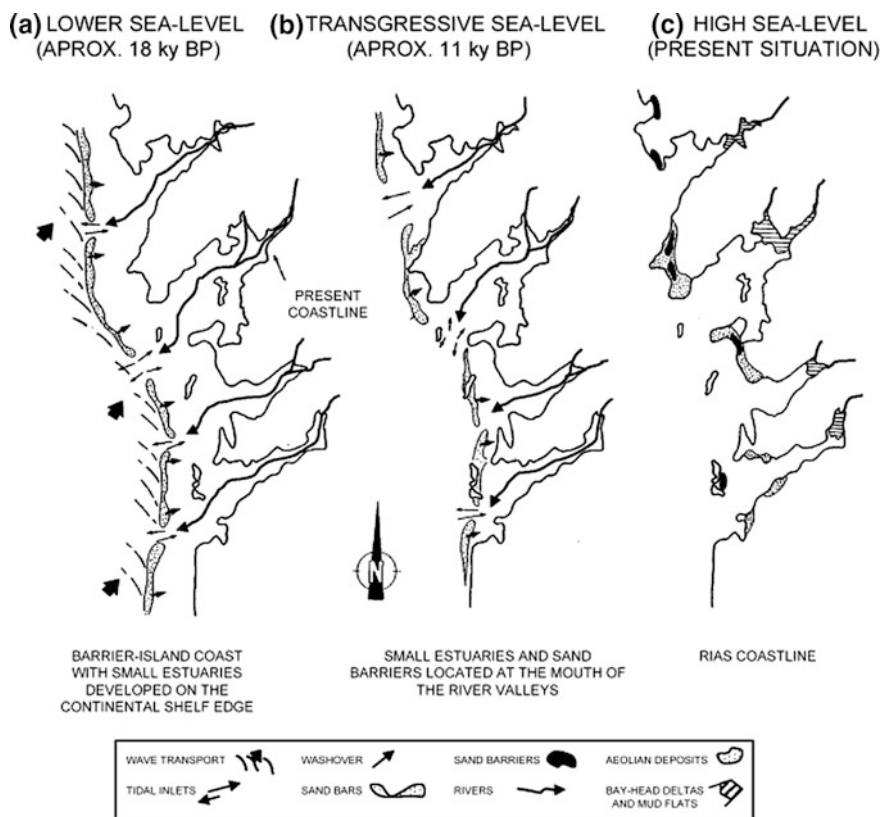 (a) LOWER SEA-LEVEL
(APROX. 18 ky BP)
(b) TRANSGRESSIVE SEA-LEVEL
(APROX. 11 ky BP)
(c) HIGH SEA-LEVEL
(PRESENT SITUATION)
PRESENT
COASTLINE
N
BARRIER-ISLAND COAST
WITH SMALL ESTUARIES
DEVELOPED ON THE
CONTINENTAL SHELF EDGE
SMALL ESTUARIES AND SAND
BARRIERS LOCATED AT THE MOUTH OF
THE RIVER VALLEYS
RIAS COASTLINE
WAVE TRANSPORT
WASHOVER
SAND BARRIERS
AEOLIAN DEPOSITS
TIDAL INLETS
SAND BARS
RIVERS
BAY-HEAD DELTAS
AND MUD FLATS